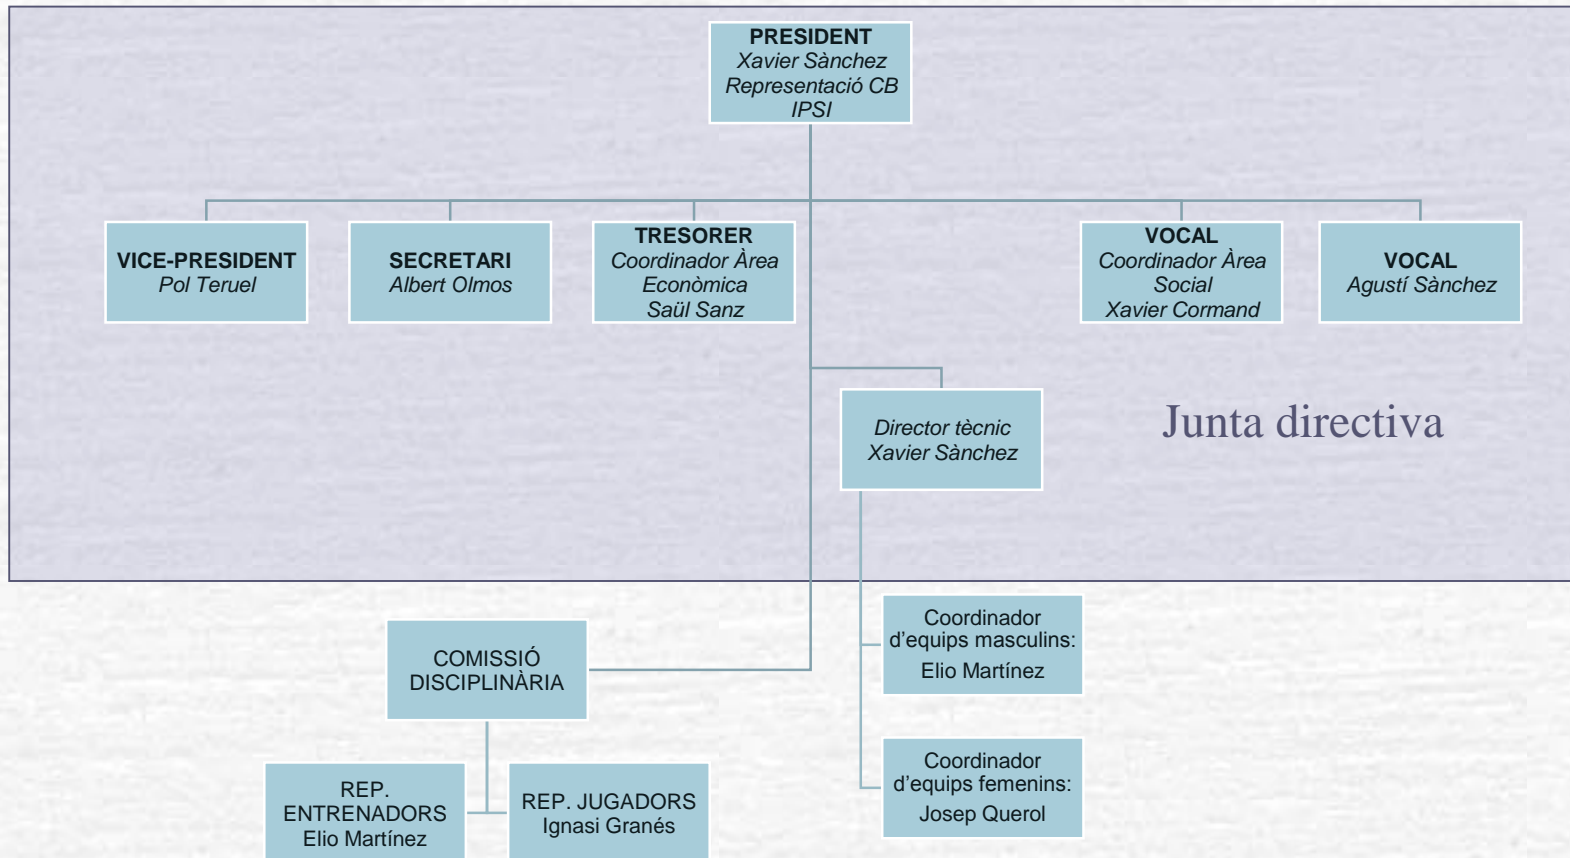 PRESIDENT
Xavier Sànchez
Representació CB
IPSI
VICE-PRESIDENT
Pol Teruel
SECRETARI
Albert Olmos
TRESORER
Coordinador Àrea
Econòmica
Saül Sanz
VOCAL
Coordinador Àrea
Social
Xavier Cormand
VOCAL
Agustí Sànchez
Director tècnic
Xavier Sànchez
Junta directiva
COMISSIÓ
DISCIPLINÀRIA
REP.
ENTRENADORS
Elio Martínez
REP. JUGADORS
Ignasi Granés
Coordinador
d'equips masculins:
Elio Martínez
Coordinador
d'equips femenins:
Josep Querol